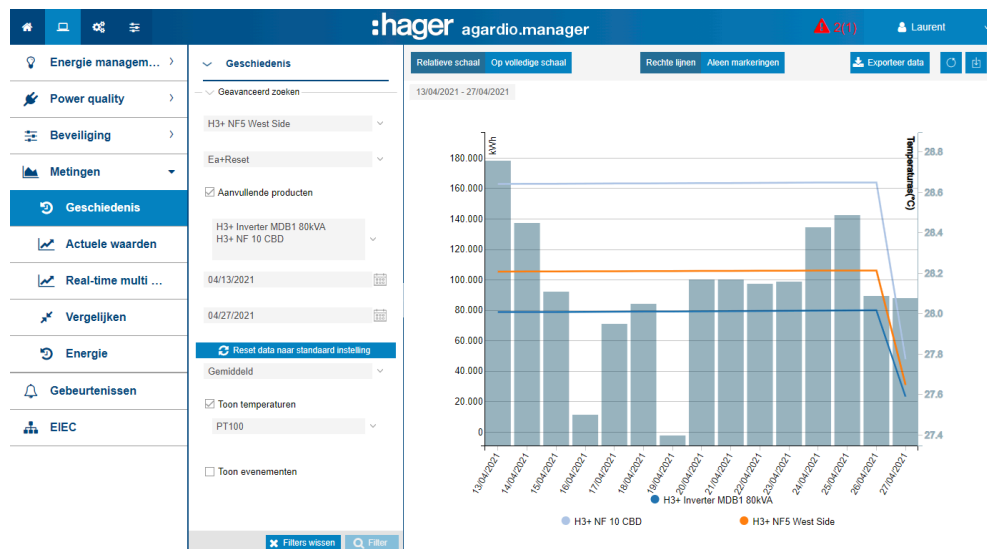 :hager agardio.manager
2(1)
Laurent
Energie managem...
Power quality
Beveiliging
Metingen
Geschiedenis
Actuele waarden
Real-time multi ...
Vergelijken
Energie
Gebeurtenissen
EIEC
Geschiedenis
Geavanceerd zoeken
H3+ NF5 West Side
Ea+Reset
Aanvullende producten
H3+ Inverter MDB1 80kVA
H3+ NF 10 CBD
04/13/2021
04/27/2021
Reset data naar standaard instelling
Gemiddeld
Toon temperaturen
PT100
Toon evenementen
Filters wissen
Filter
Relatieve schaal
Op volledige schaal
Rechte lijnen
Aleen markeringen
Exporteer data
13/04/2021 - 27/04/2021
kWh
180.000
160.000
140.000
120.000
100.000
80.000
60.000
40.000
20.000
0
Temperaturas(°C)
28.8
28.6
28.4
28.2
28.0
27.8
27.6
27.4
13/04/2021
14/04/2021
15/04/2021
16/04/2021
17/04/2021
18/04/2021
19/04/2021
20/04/2021
21/04/2021
22/04/2021
23/04/2021
24/04/2021
25/04/2021
26/04/2021
27/04/2021
H3+ Inverter MDB1 80kVA
H3+ NF 10 CBD
H3+ NF5 West Side